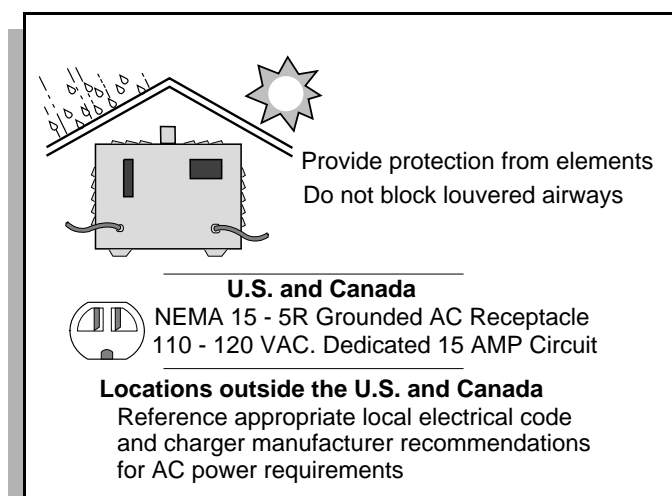 Provide protection from elements
Do not block louvered airways
U.S. and Canada
NEMA 15 - 5R Grounded AC Receptacle
110 - 120 VAC. Dedicated 15 AMP Circuit
Locations outside the U.S. and Canada
Reference appropriate local electrical code
and charger manufacturer recommendations
for AC power requirements